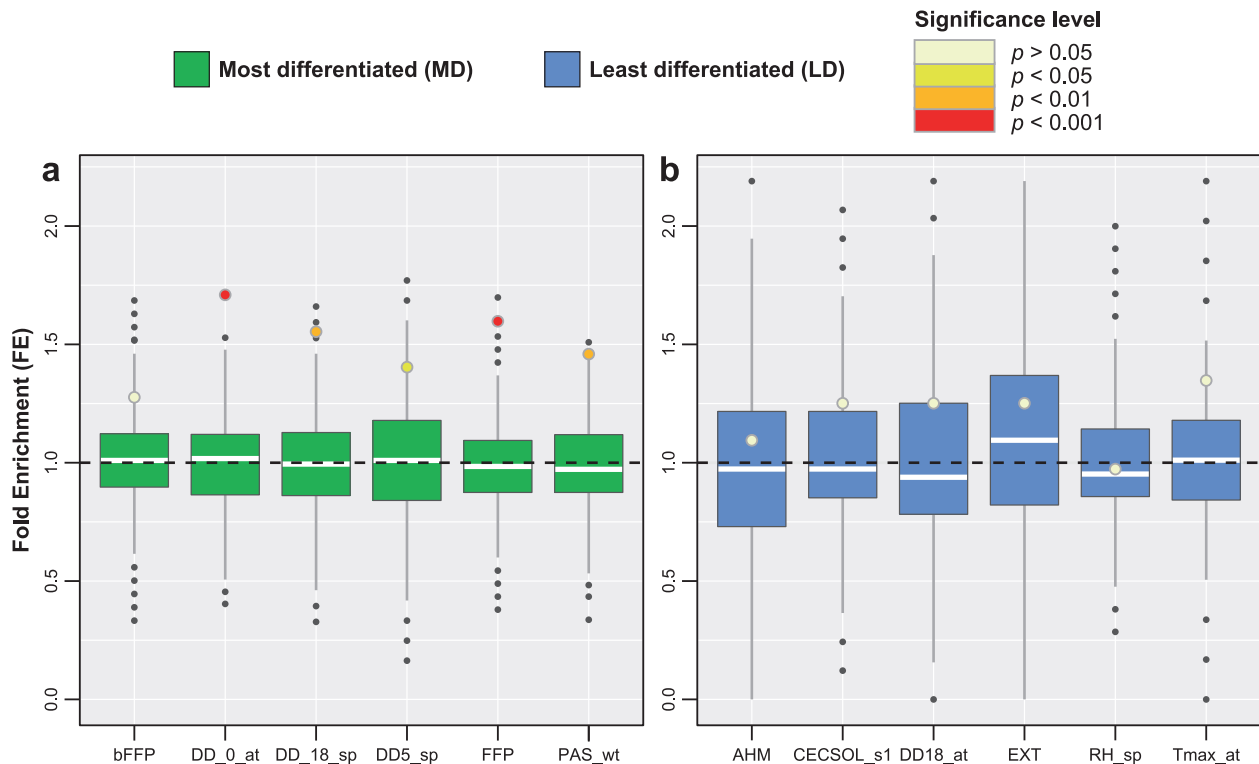 Significance level
Most differentiated (MD)
Least differentiated (LD)
p > 0.05
p < 0.05
p < 0.01
p < 0.001
a
b
Fold Enrichment (FE)
2.0
1.5
1.0
0.5
0.0
2.0
1.5
1.0
0.5
0.0
bFFP DD_0_at DD_18_sp DD5_sp FFP PAS_wt
AHM CECSOL_s1 DD18_at EXT RH_sp Tmax_at